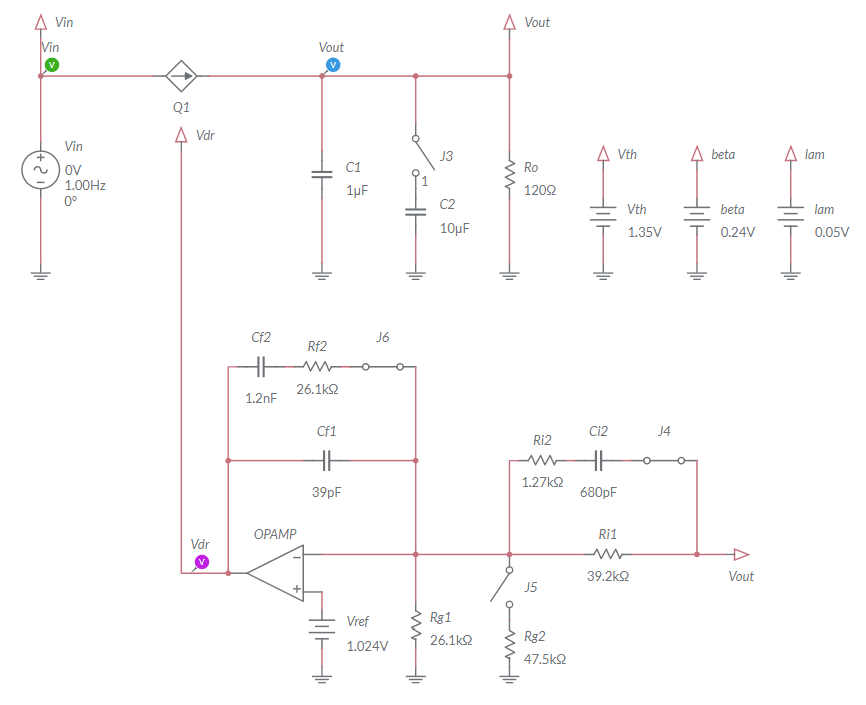 Vin
Vin
V
Q1
Vdr
Vin
0V
1.00Hz
0°
Vout
V
C1
1µF
J3
1
C2
10µF
Vout
Ro
120Ω
Vth
Vth
1.35V
beta
beta
0.24V
lam
lam
0.05V
Cf2
1.2nF
Rf2
26.1kΩ
J6
Cf1
39pF
Ri2
1.27kΩ
Ci2
680pF
J4
Ri1
39.2kΩ
Vout
Vdr
V
OPAMP
Vref
1.024V
Rg1
26.1kΩ
J5
Rg2
47.5kΩ